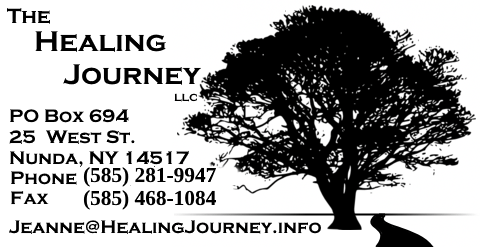 The
Healing
Journey
LLC
PO Box 694
25 West St.
Nunda, NY 14517
Phone (585) 281-9947
Fax (585) 468-1084
Jeanne@HealingJourney.info